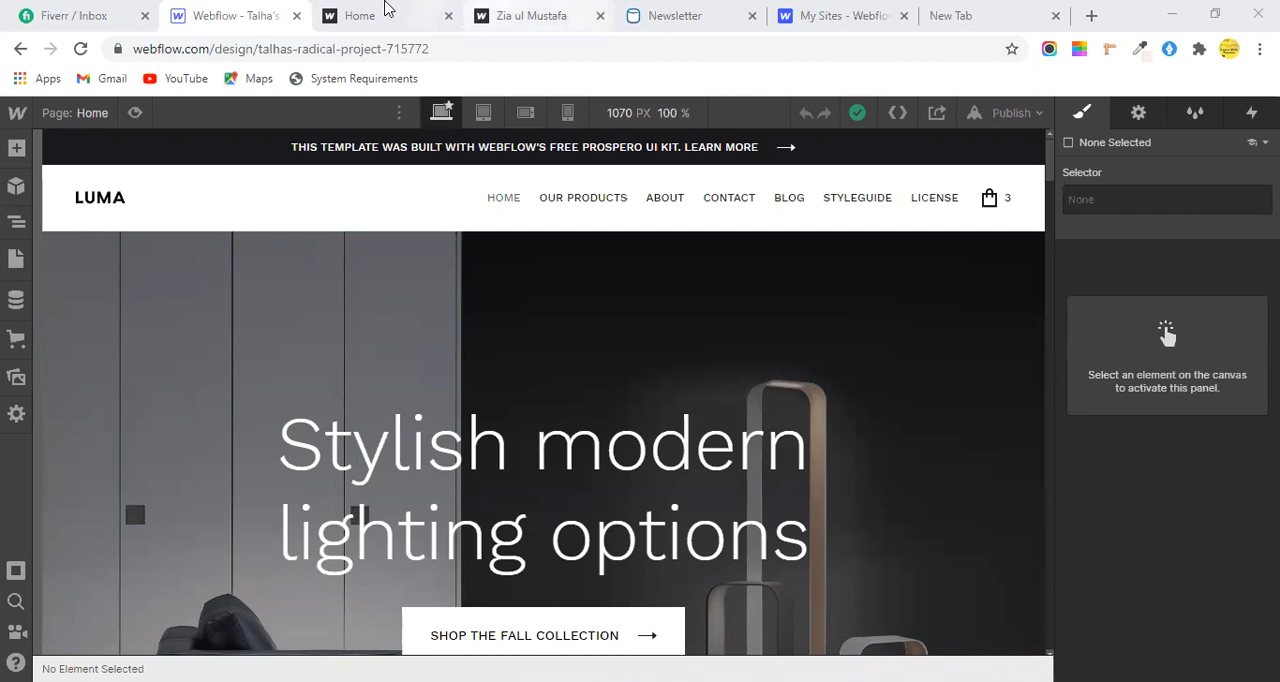 Fiverr / Inbox
Webflow - Talha's
Home
Zia ul Mustafa
Newsletter
My Sites - Webflo
New Tab
webflow.com/design/talhas-radical-project-715772
Apps
Gmail
YouTube
Maps
System Requirements
Page: Home
1070 PX 100 %
Publish
THIS TEMPLATE WAS BUILT WITH WEBFLOW'S FREE PROSPERO UI KIT. LEARN MORE
None Selected
Selector
None
LUMA
HOME
OUR PRODUCTS
ABOUT
CONTACT
BLOG
STYLEGUIDE
LICENSE
3
Stylish modern
lighting options
SHOP THE FALL COLLECTION
Select an element on the canvas
to activate this panel.
No Element Selected